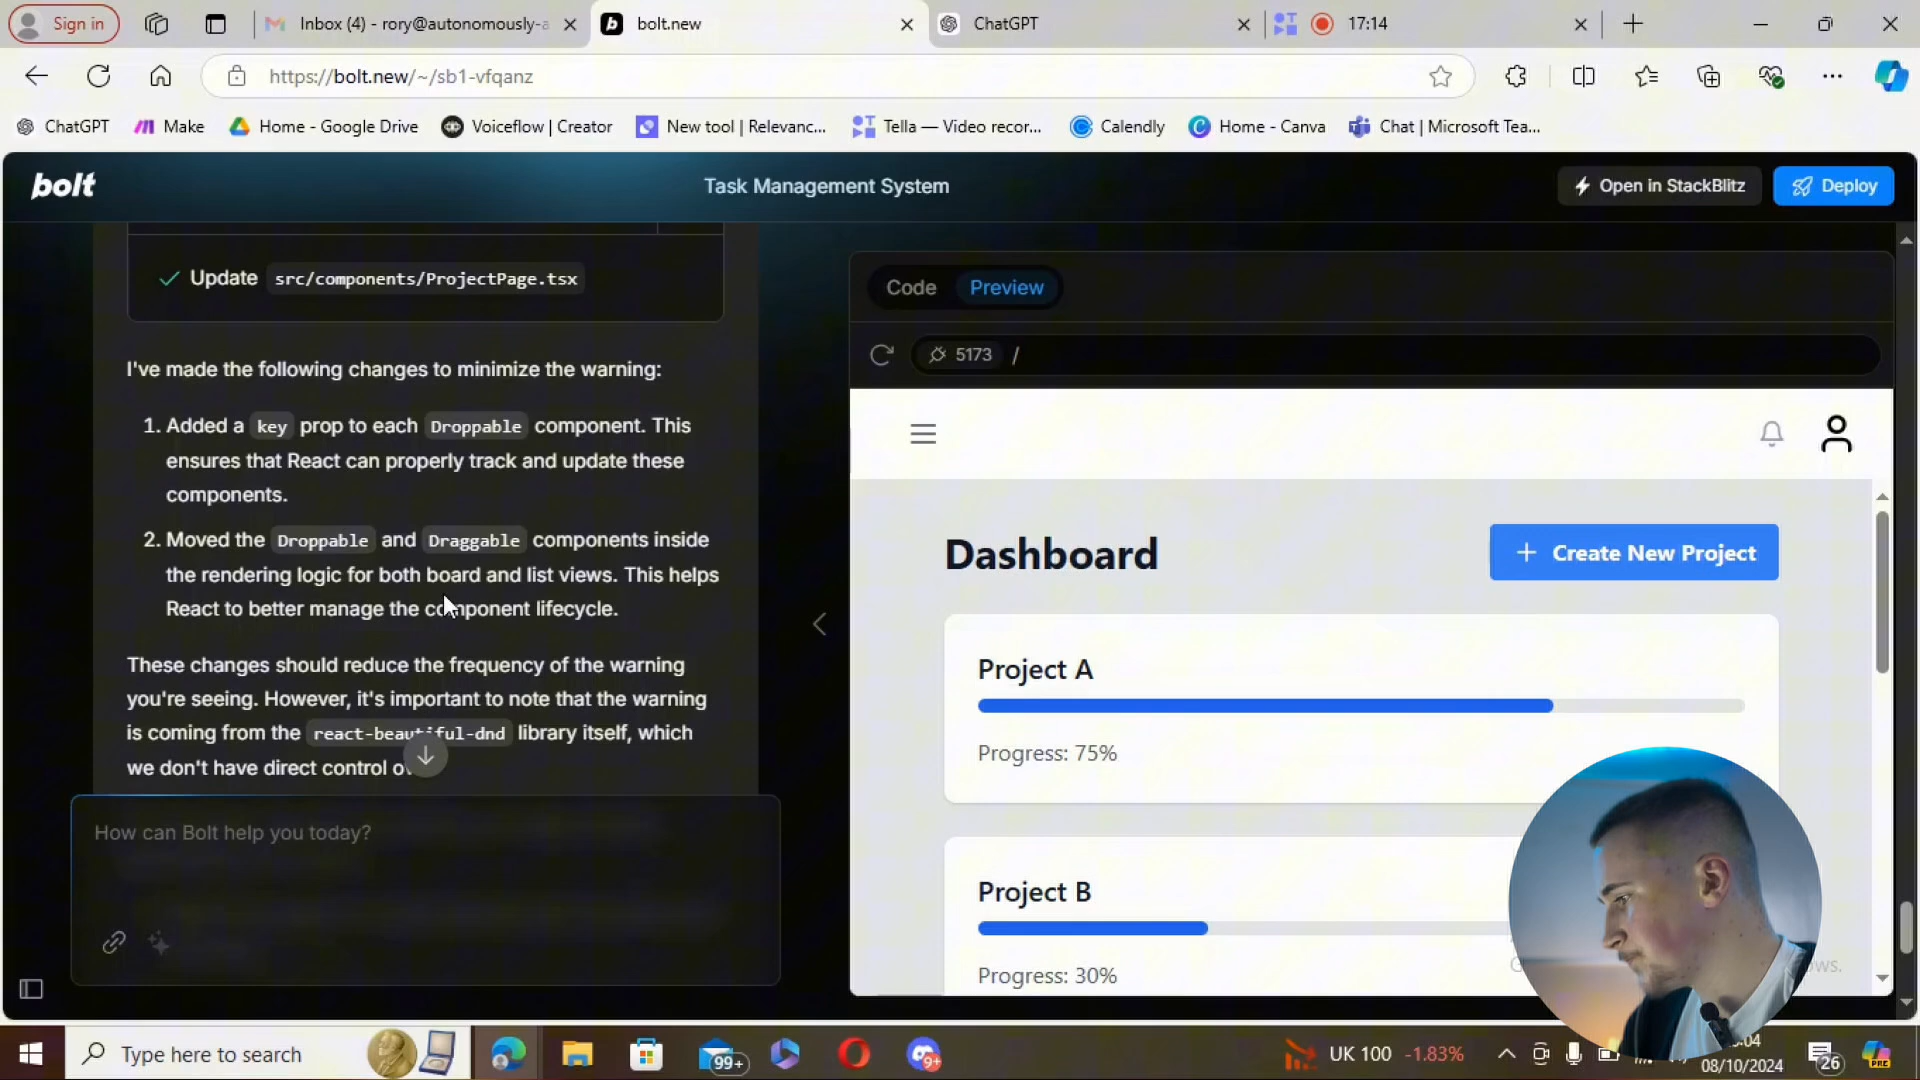 Sign in
Inbox (4) - rory@autonomously-a
bolt.new
ChatGPT
17:14
https://bolt.new/~/sb1-vfqanz
ChatGPT
Make
Home - Google Drive
Voiceflow | Creator
New tool | Relevanc...
Tella — Video recor...
Calendly
Home - Canva
Chat | Microsoft Tea...
bolt
Task Management System
Open in StackBlitz
Deploy
Update src/components/ProjectPage.tsx
I've made the following changes to minimize the warning:
1. Added a key prop to each Droppable component. This
ensures that React can properly track and update these
components.
2. Moved the Droppable and Draggable components inside
the rendering logic for both board and list views. This helps
React to better manage the component lifecycle.
These changes should reduce the frequency of the warning
you're seeing. However, it's important to note that the warning
is coming from the react-beautiful-dnd library itself, which
we don't have direct control
How can Bolt help you today?
Code
Preview
5173 /
Dashboard
Create New Project
Project A
Progress: 75%
Project B
Progress: 30%
Type here to search
99+
9+
UK 100 -1.83%
:04
08/10/2024
26
PRE